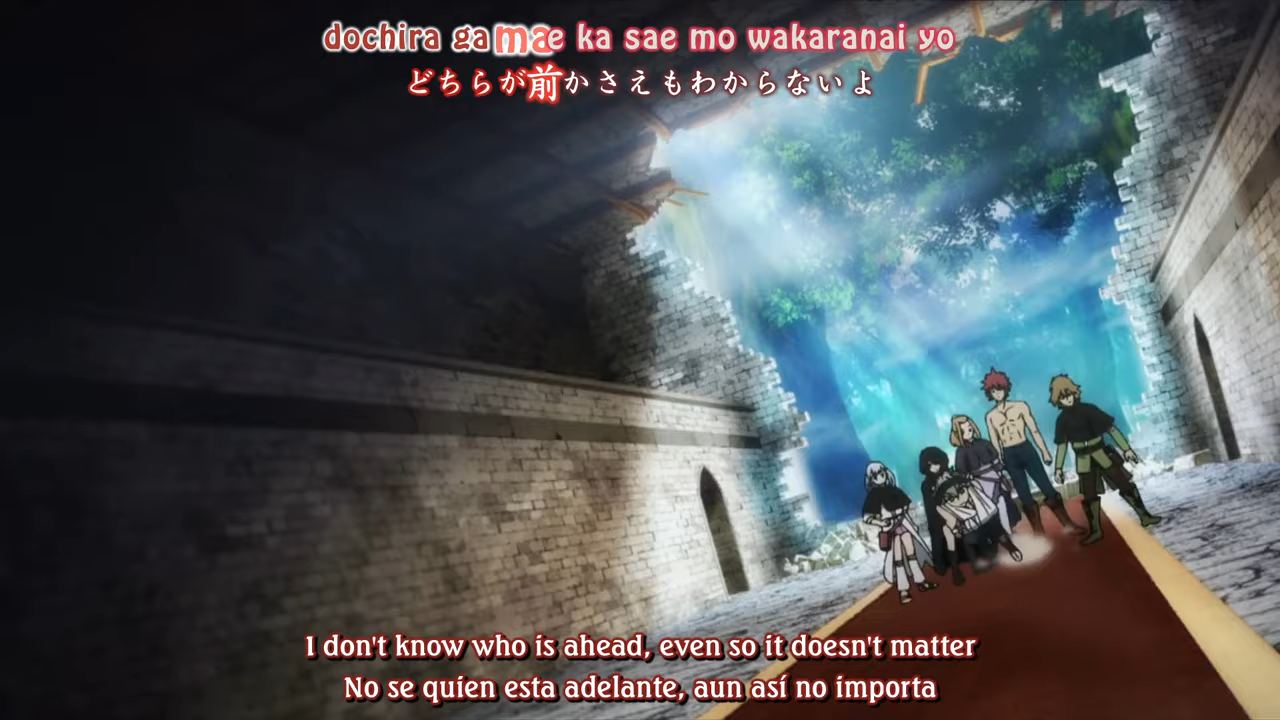 dochira ga mae ka sae mo wakaranai yo
どちらが前かさえもわからないよ
I don't know who is ahead, even so it doesn't matter
No se quien esta adelante, aun así no importa